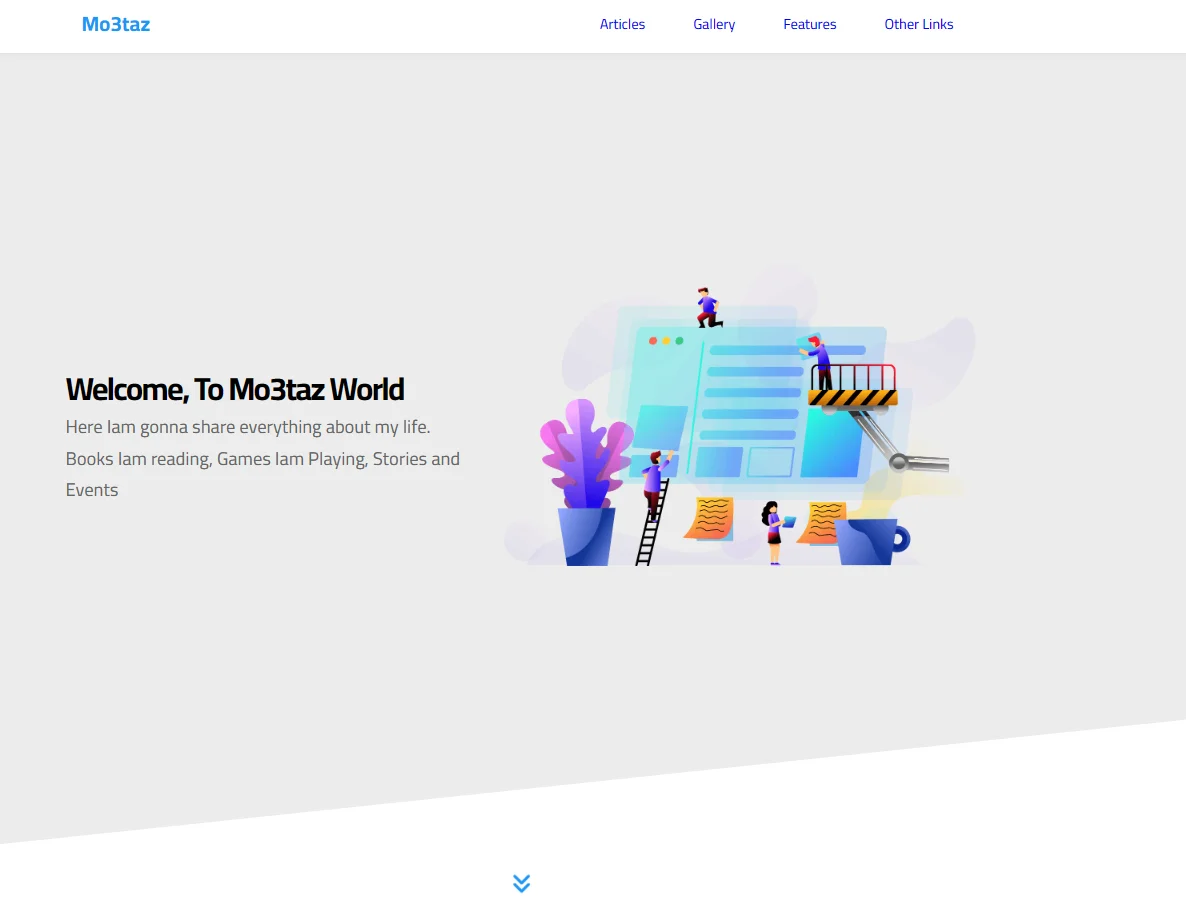 Mo3taz
Articles Gallery Features Other Links
Welcome, To Mo3taz World
Here Iam gonna share everything about my life.
Books Iam reading, Games Iam Playing, Stories and
Events